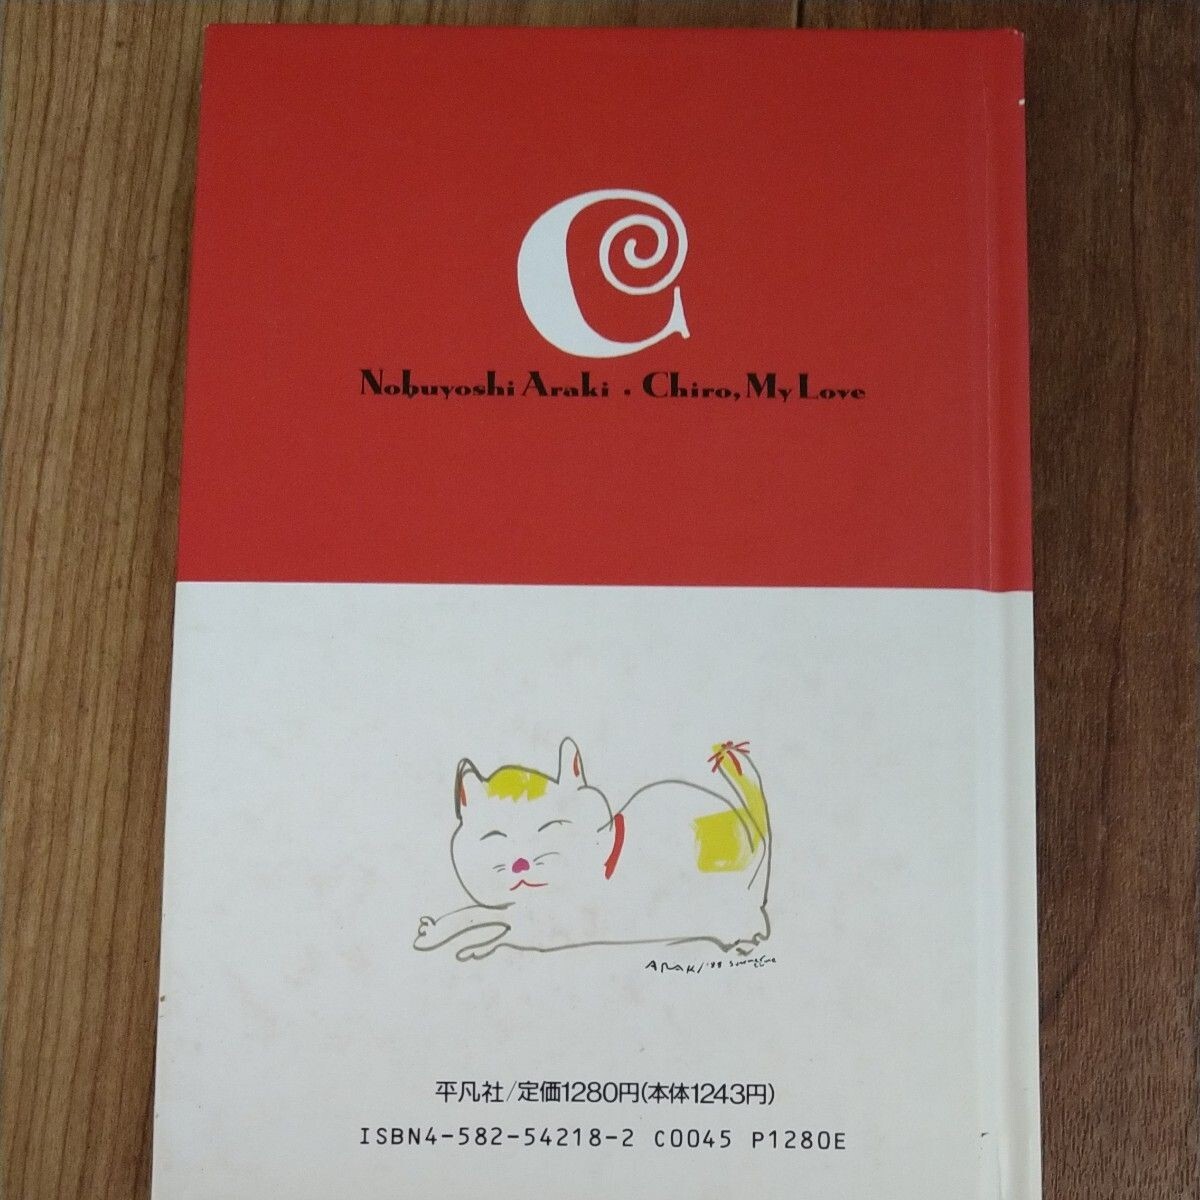 C
Nobuyoshi Araki · Chiro, My Love
ARAKI '88
平凡社/定価1280円(本体1243円)
ISBN4-582-54218-2 C0045 P1280E